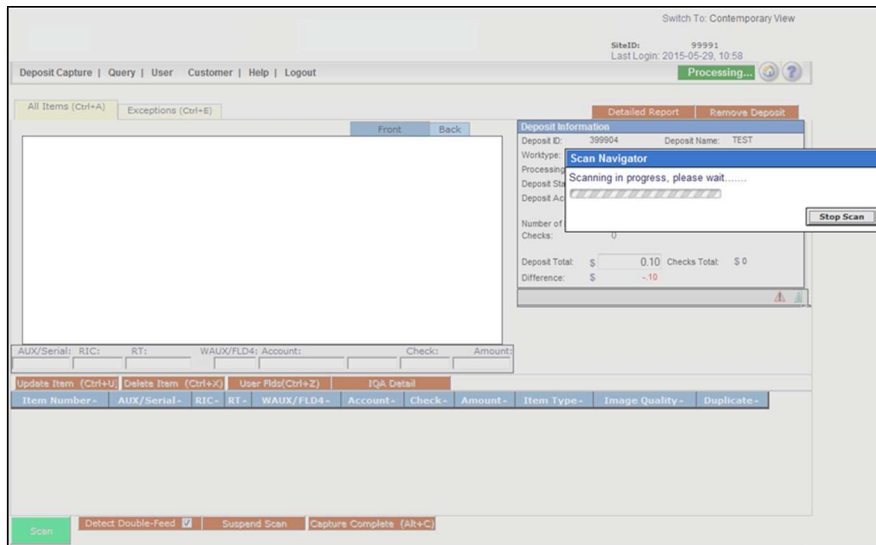 Switch To: Contemporary View
SiteID: 99991
Last Login: 2015-05-29, 10:58
Deposit Capture | Query | User Customer | Help | Logout
Processing... ?
All Items (Ctrl+A) Exceptions (Ctrl+E)
Detailed Report Remove Deposit
Front Back
Deposit Information
Deposit ID: 399904 Deposit Name: TEST
Worktype:
Scan Navigator
Processing
Scanning in progress, please wait.......
Deposit Sta
Deposit Ac
Stop Scan
Number of
Checks: 0
Deposit Total: $ 0.10 Checks Total: $ 0
Difference: $ -.10
AUX/Serial: RIC: RT: WAUX/FLD4: Account: Check: Amount:
Update Item (Ctrl+U) Delete Item (Ctrl+X) User Flds(Ctrl+Z) IQA Detail
Item Number- AUX/Serial- RIC- RT- WAUX/FLD4- Account- Check- Amount- Item Type- Image Quality- Duplicate-
Scan Detect Double-Feed Suspend Scan Capture Complete (Alt+C)